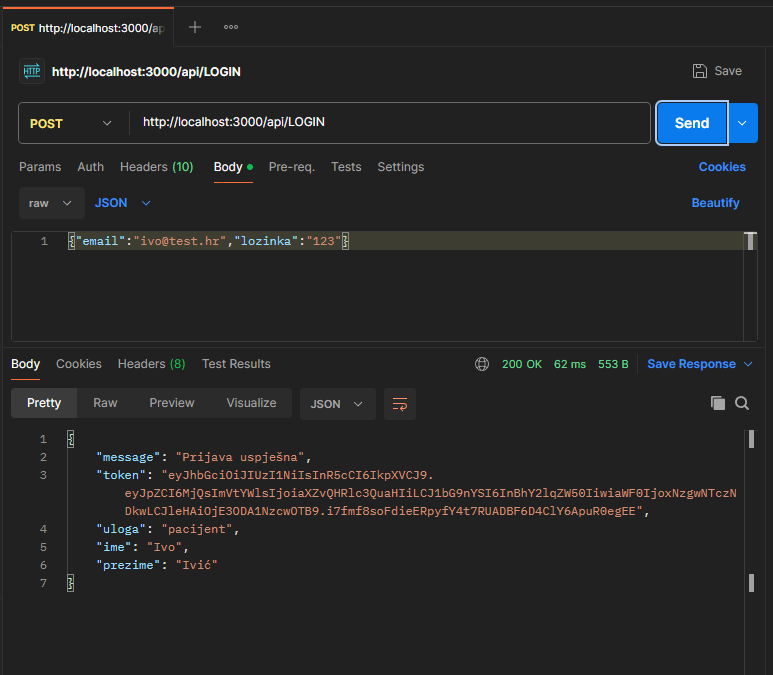 POST http://localhost:3000/ap
HTTP http://localhost:3000/api/LOGIN Save
POST http://localhost:3000/api/LOGIN Send
Params Auth Headers (10) Body Pre-req. Tests Settings Cookies
raw JSON Beautify
1 {"email":"ivo@test.hr","lozinka":"123"}
Body Cookies Headers (8) Test Results 200 OK 62 ms 553 B Save Response
Pretty Raw Preview Visualize JSON
1 {
2 "message": "Prijava uspješna",
3 "token": "eyJhbGciOiJIUzI1NiIsInR5cCI6IkpXVCJ9.
eyJpZCI6MjQsImVtYWlsIjoiaXZvQHRlc3QuaHIiLCJ1bG9nYSI6InBhY2lqZW50IiwiaWF0IjoxNzgwNTczN
DkwLCJleHAiOjE3ODA1NzcwOTB9.i7fmf8soFdieERpyfY4t7RUADBF6D4ClY6ApuR0egEE",
4 "uloga": "pacijent",
5 "ime": "Ivo",
6 "prezime": "Ivić"
7 }